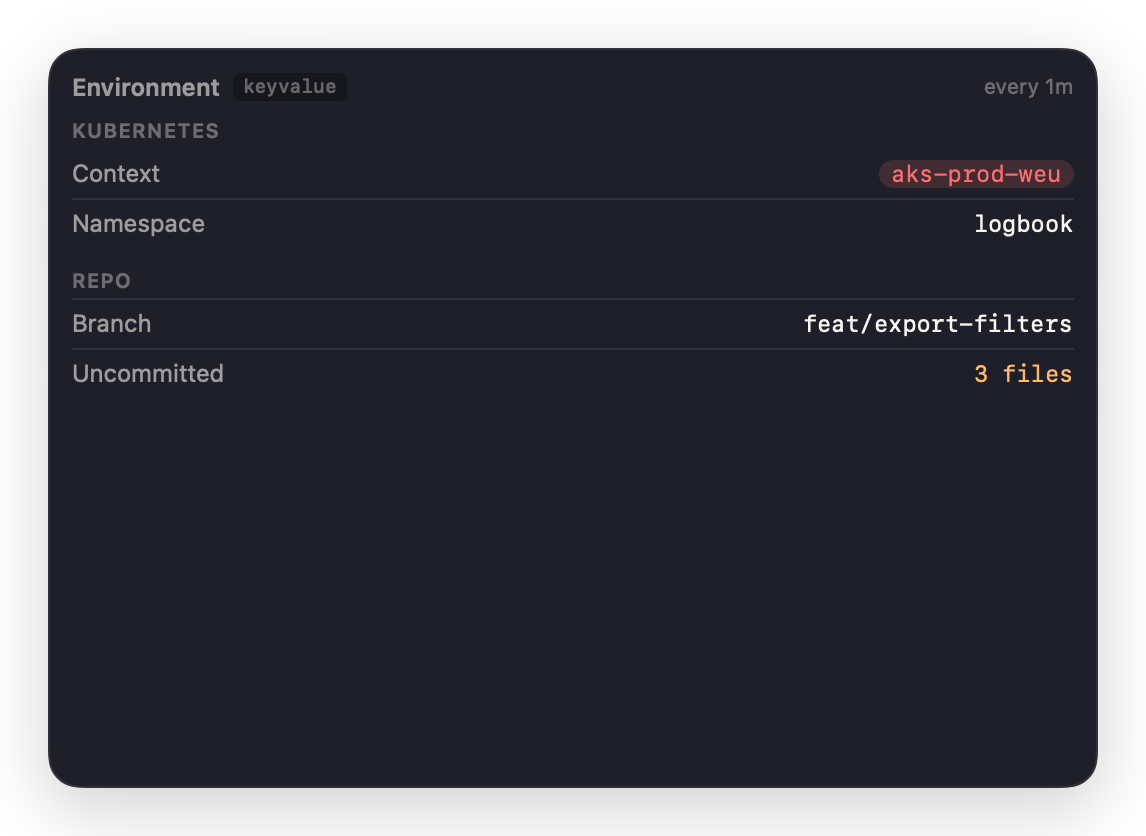 Environment keyvalue every 1m
KUBERNETES
Context aks-prod-weu
Namespace logbook
REPO
Branch feat/export-filters
Uncommitted 3 files